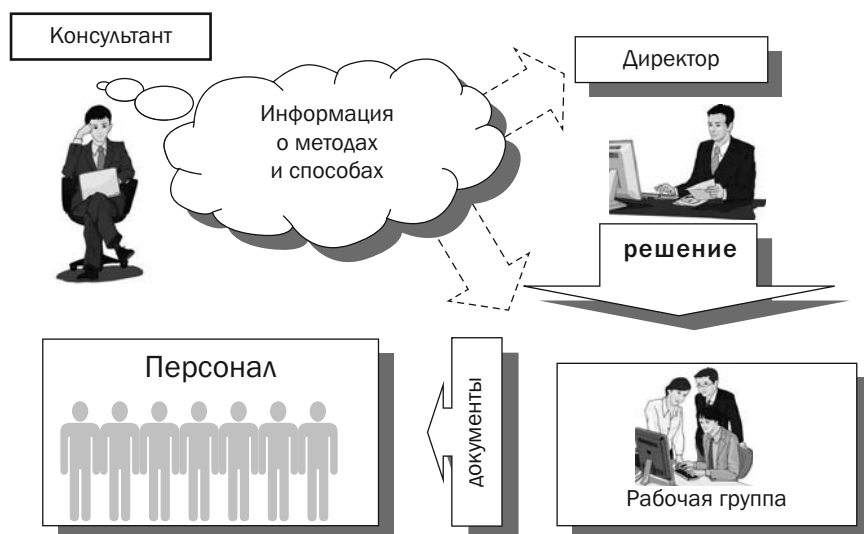 Консультант
Информация
о методах
и способах
Директор
решение
Персонал
документы
Рабочая группа